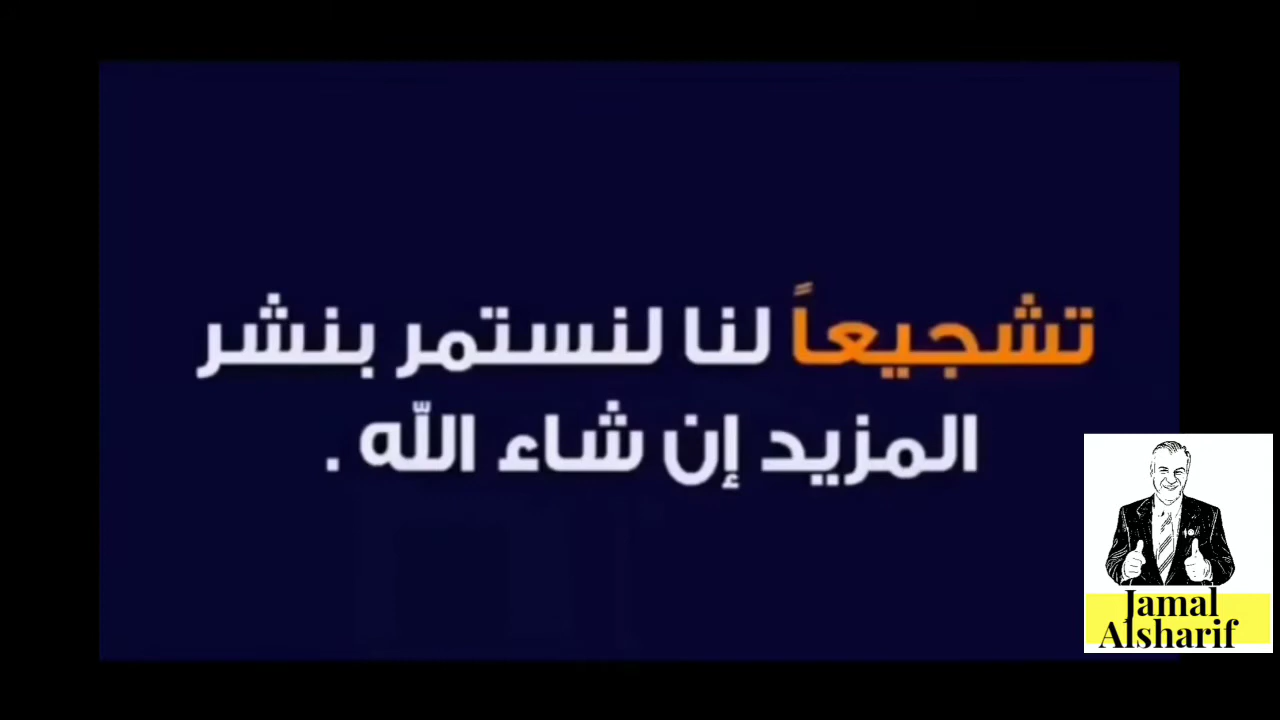 تشجيعاً لنا لنستمر بنشر
المزيد إن شاء الله .
Jamal
Alsharif